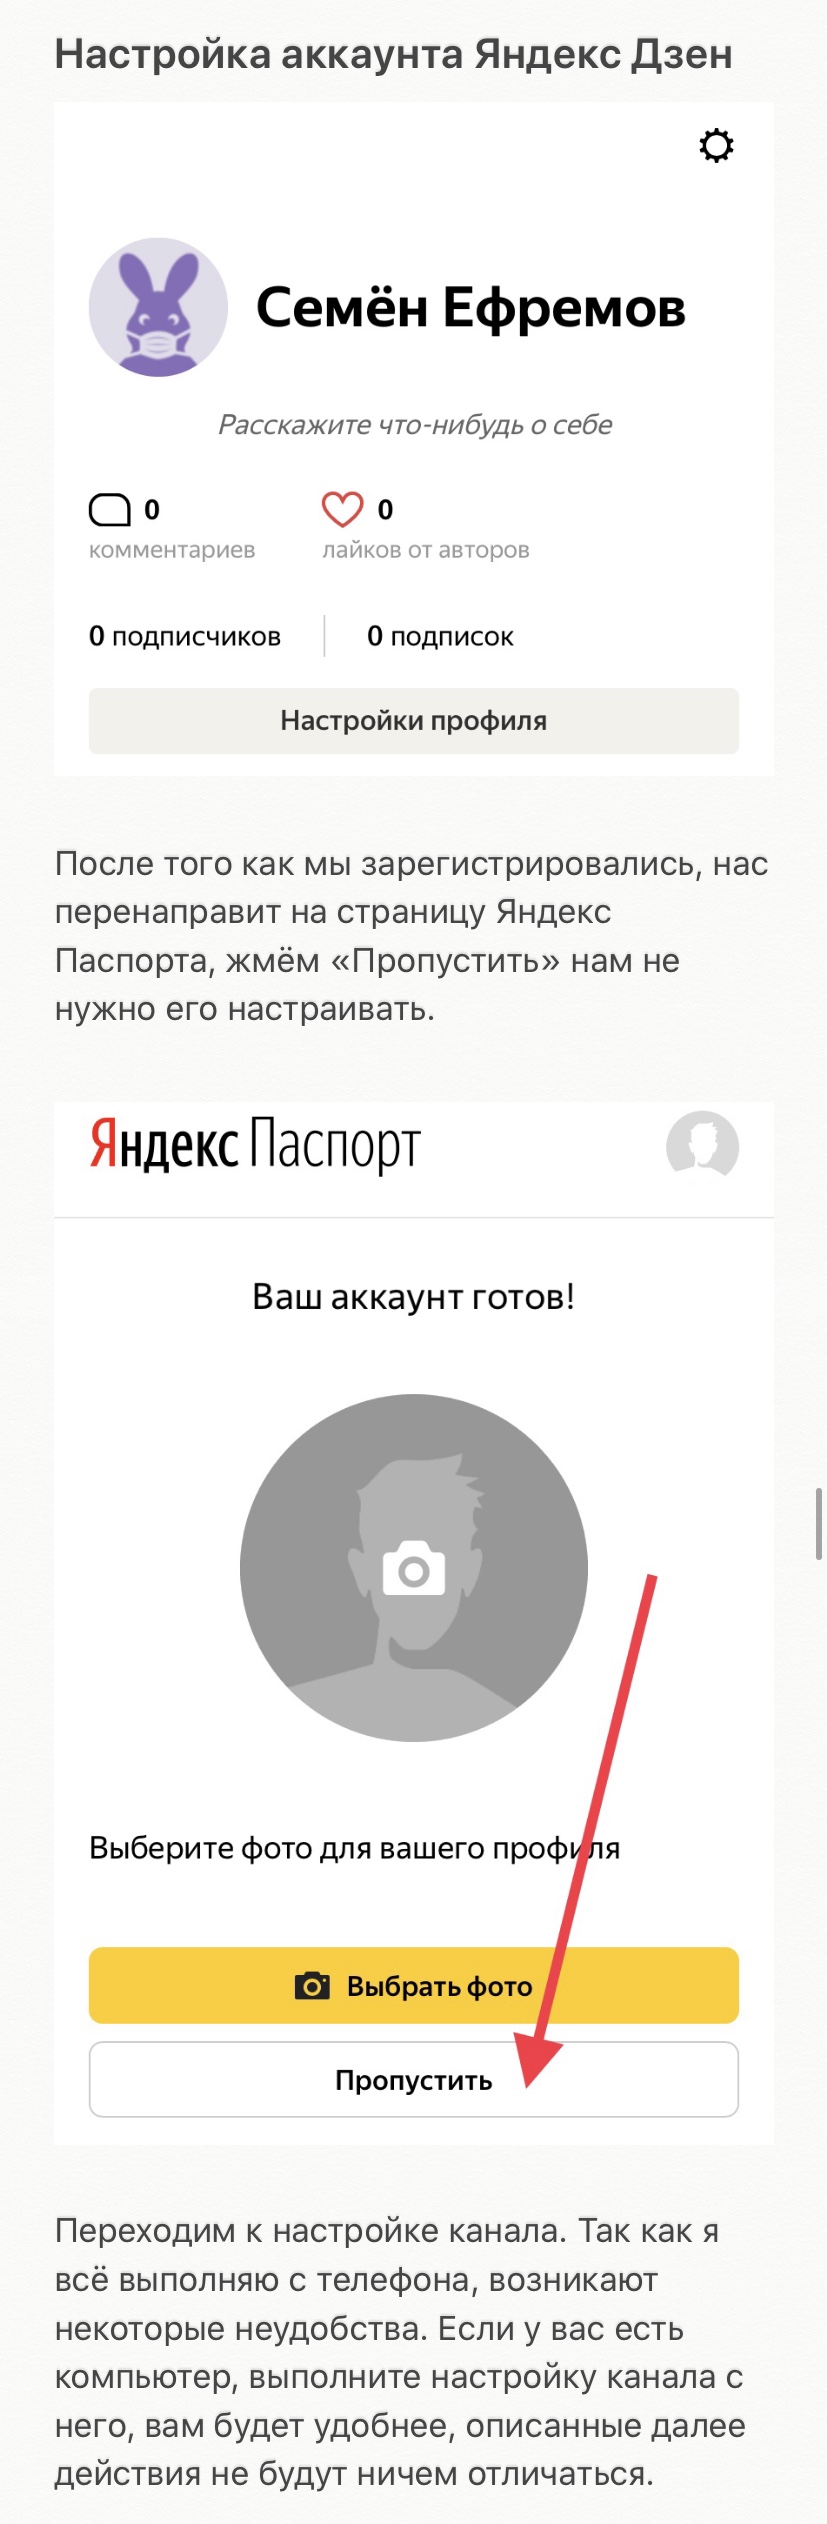 Настройка аккаунта Яндекс Дзен
Семён Ефремов
Расскажите что-нибудь о себе
0 0
комментариев лайков от авторов
0 подписчиков 0 подписок
Настройки профиля
После того как мы зарегистрировались, нас
перенаправит на страницу Яндекс
Паспорта, жмём «Пропустить» нам не
нужно его настраивать.
Яндекс Паспорт
Ваш аккаунт готов!
Выберите фото для вашего профиля
Выбрать фото
Пропустить
Переходим к настройке канала. Так как я
всё выполняю с телефона, возникают
некоторые неудобства. Если у вас есть
компьютер, выполните настройку канала с
него, вам будет удобнее, описанные далее
действия не будут ничем отличаться.